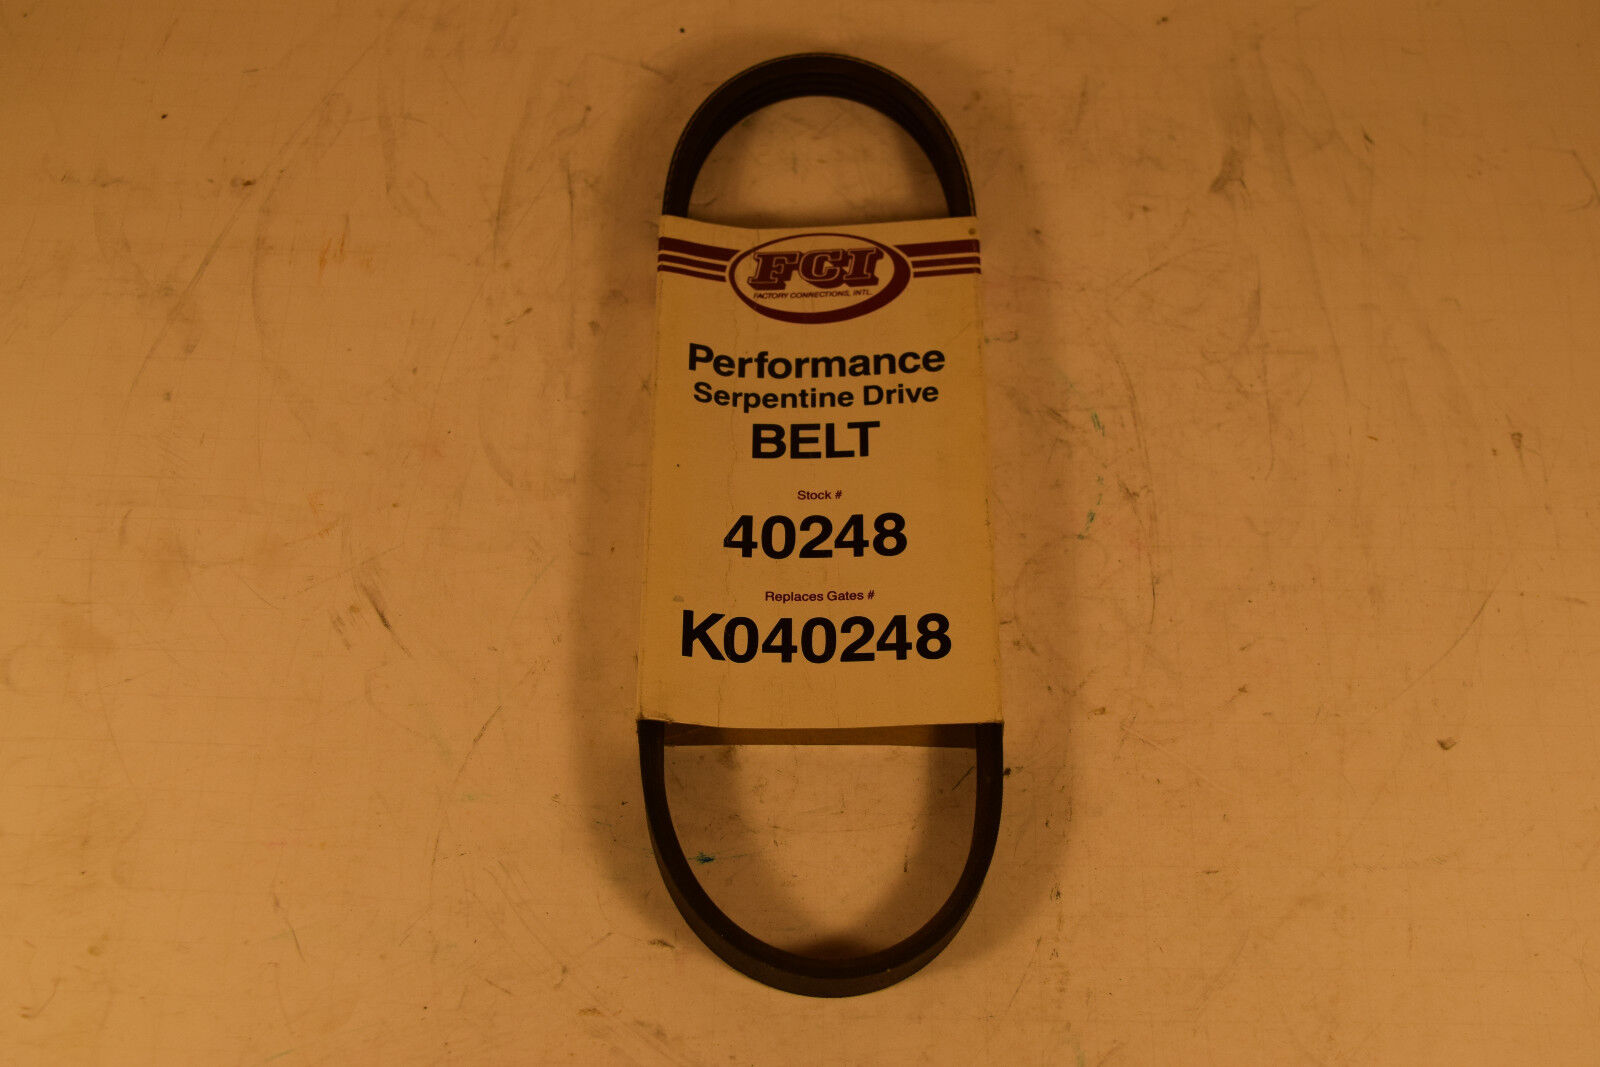 FCI
FACTORY CONNECTIONS, INTL.
Performance
Serpentine Drive
BELT
Stock #
40248
Replaces Gates #
K040248